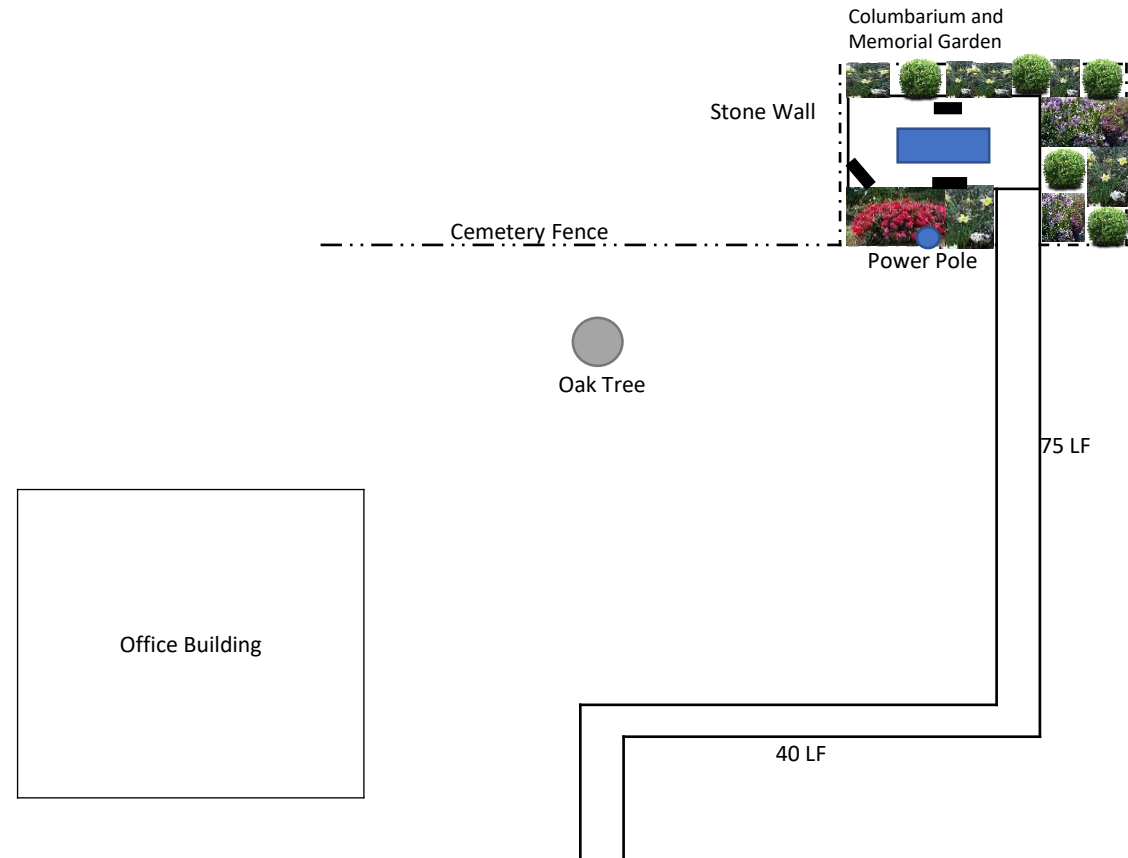 Columbarium and
Memorial Garden
Stone Wall
Cemetery Fence
Power Pole
Oak Tree
75 LF
Office Building
40 LF